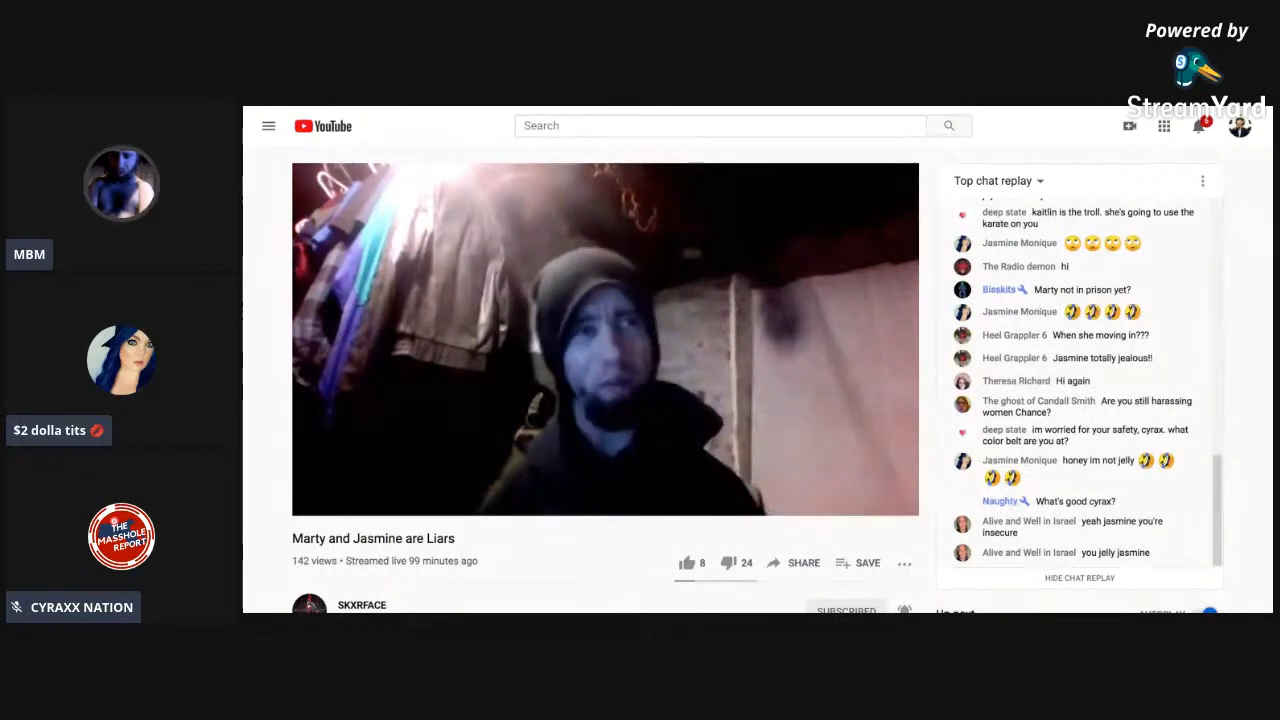 Powered by
StreamYard
YouTube
Search
6
MBM
$2 dolla tits
THE
MASSHOLE
REPORT
CYRAXX NATION
Top chat replay
deep state kaitlin is the troll. she's going to use the
karate on you
Jasmine Monique
The Radio demon hi
Bisskits Marty not in prison yet?
Jasmine Monique
Heel Grappler 6 When she moving in???
Heel Grappler 6 Jasmine totally jealous!!
Theresa Richard Hi again
The ghost of Candall Smith Are you still harassing
women Chance?
deep state im worried for your safety, cyrax. what
color belt are you at?
Jasmine Monique honey im not jelly
Naughty What's good cyrax?
Alive and Well in Israel yeah jasmine you're
insecure
Alive and Well in Israel you jelly jasmine
HIDE CHAT REPLAY
Marty and Jasmine are Liars
142 views • Streamed live 99 minutes ago
8 24 SHARE SAVE
SKXRFACE
SUBSCRIBED
Up next
AUTOPLAY